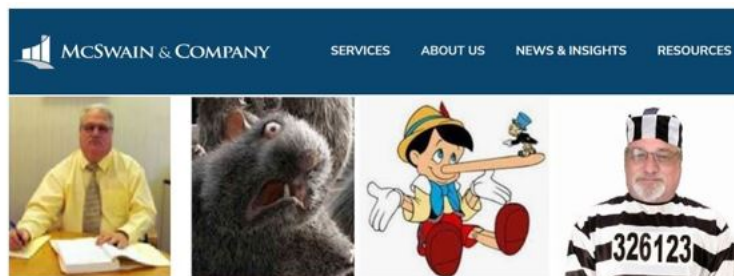 MCSWAIN & COMPANY
SERVICES ABOUT US NEWS & INSIGHTS RESOURCES
326123